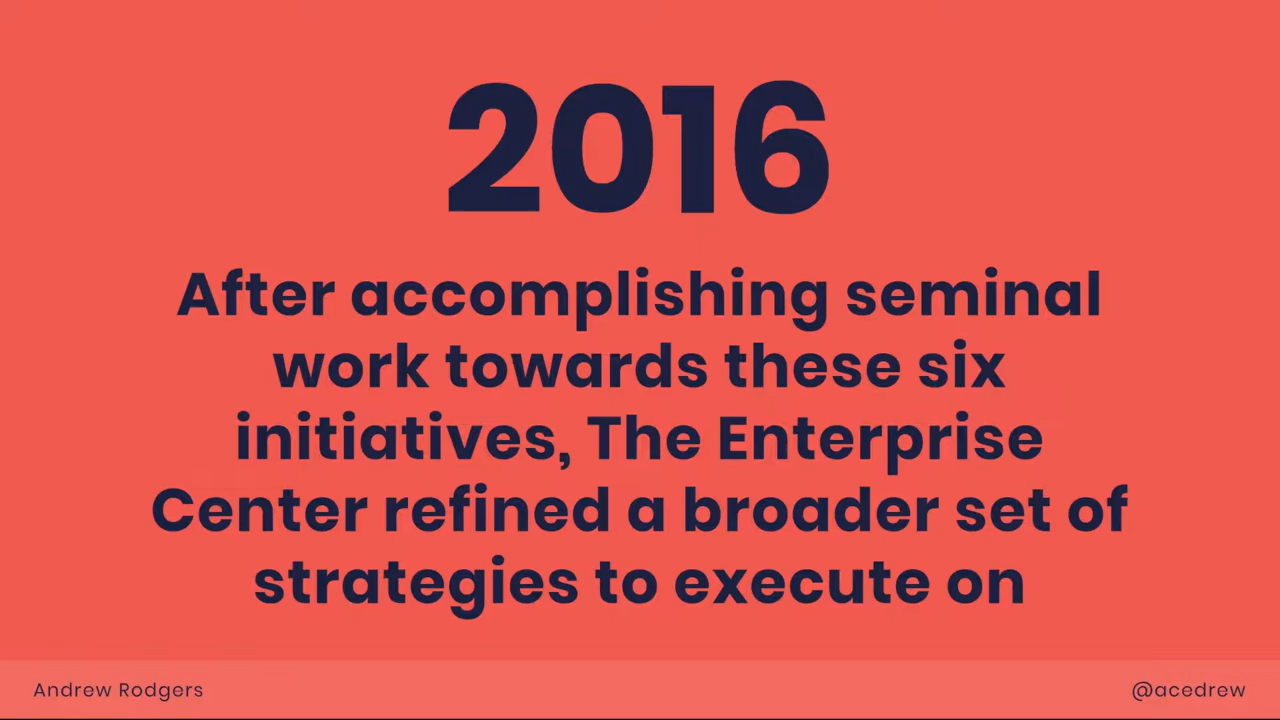 2016
After accomplishing seminal
work towards these six
initiatives, The Enterprise
Center refined a broader set of
strategies to execute on
Andrew Rodgers
@acedrew